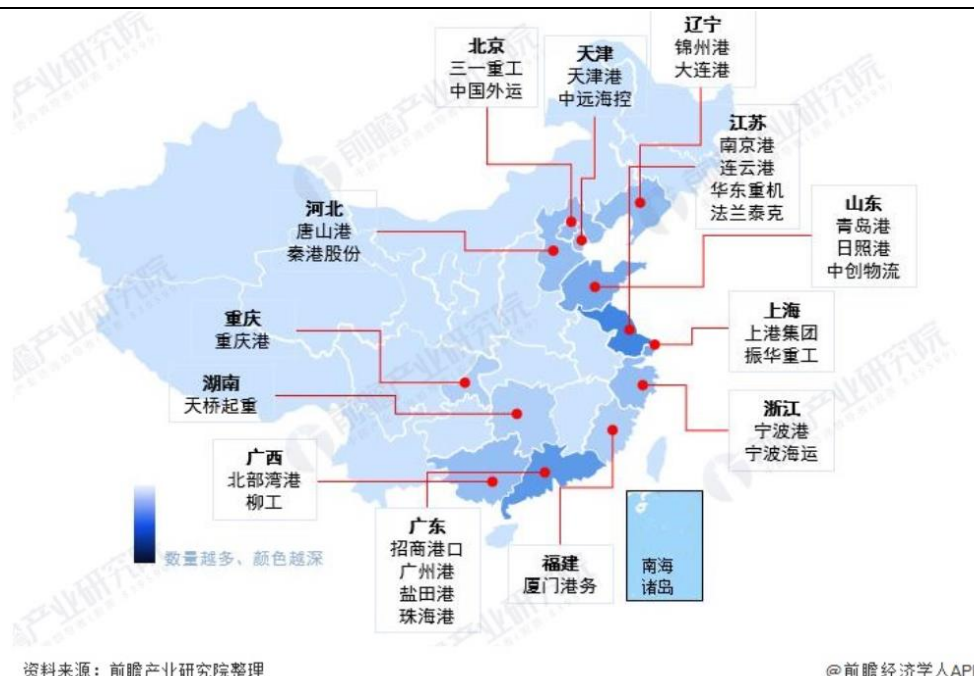 北京
三一重工
中国外运
天津
天津港
中远海控
辽宁
锦州港
大连港
江苏
南京港
连云港
华东重机
法兰泰克
山东
青岛港
日照港
中创物流
河北
唐山港
秦港股份
上海
上港集团
振华重工
重庆
重庆港
湖南
天桥起重
浙江
宁波港
宁波海运
广西
北部湾港
柳工
广东
招商港口
广州港
盐田港
珠海港
福建
厦门港务
南海
诸岛
数量越多、颜色越深
资料来源：前瞻产业研究院整理
@前瞻经济学人APP
前瞻产业研究院